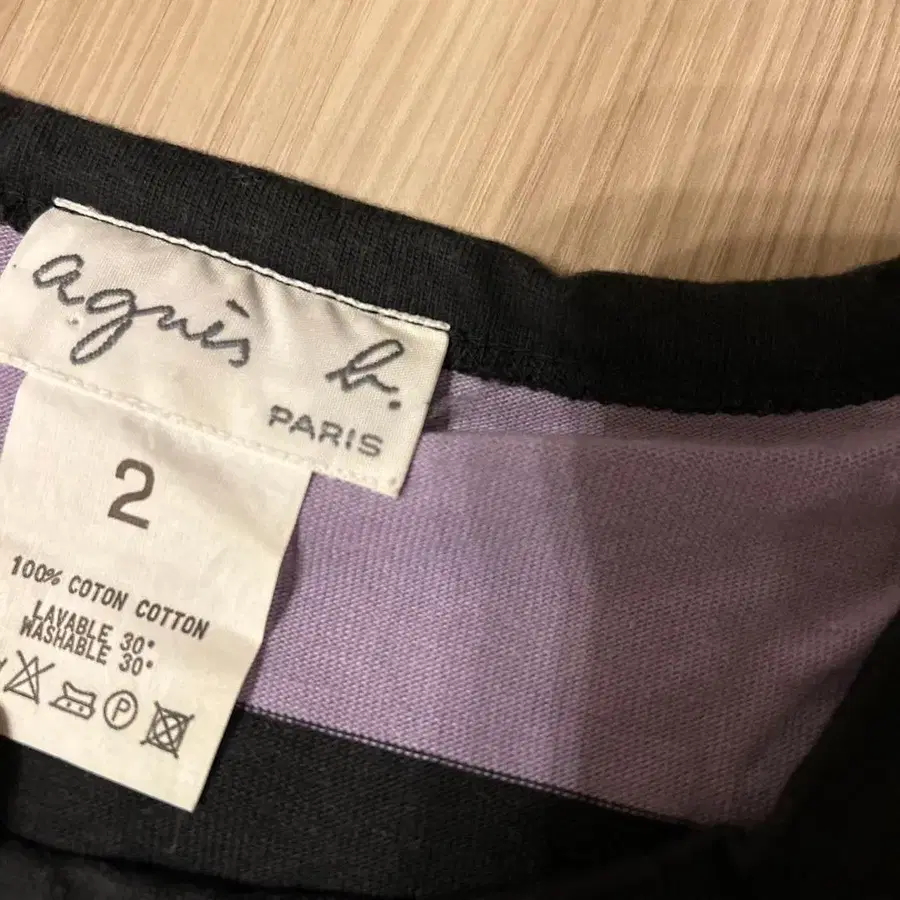 agnès b.
PARIS
2
100% COTON COTTON
LAVABLE 30°
WASHABLE 30°
P